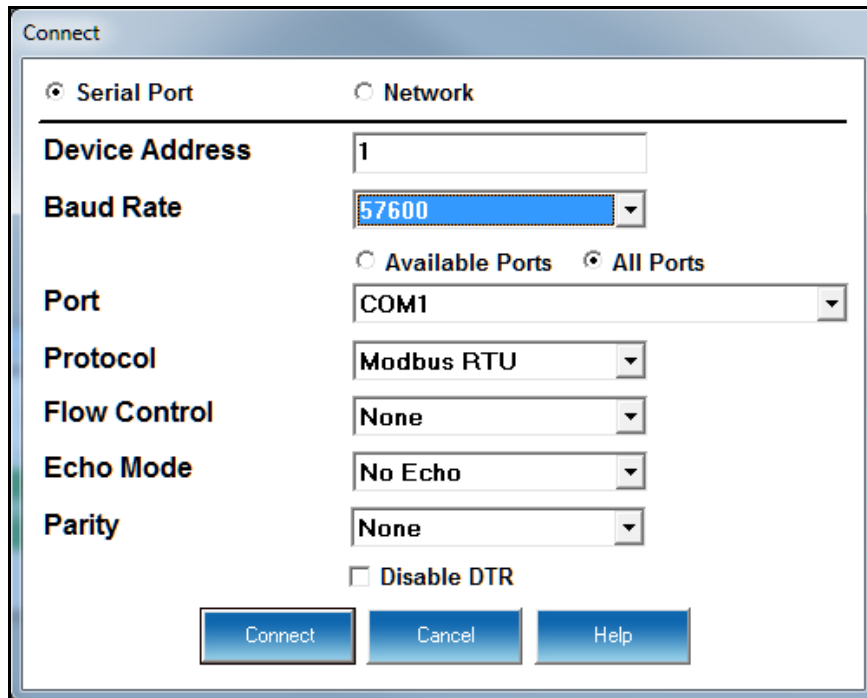 Connect
Serial Port Network
Device Address 1
Baud Rate 57600
Available Ports All Ports
Port COM1
Protocol Modbus RTU
Flow Control None
Echo Mode No Echo
Parity None
Disable DTR
Connect Cancel Help